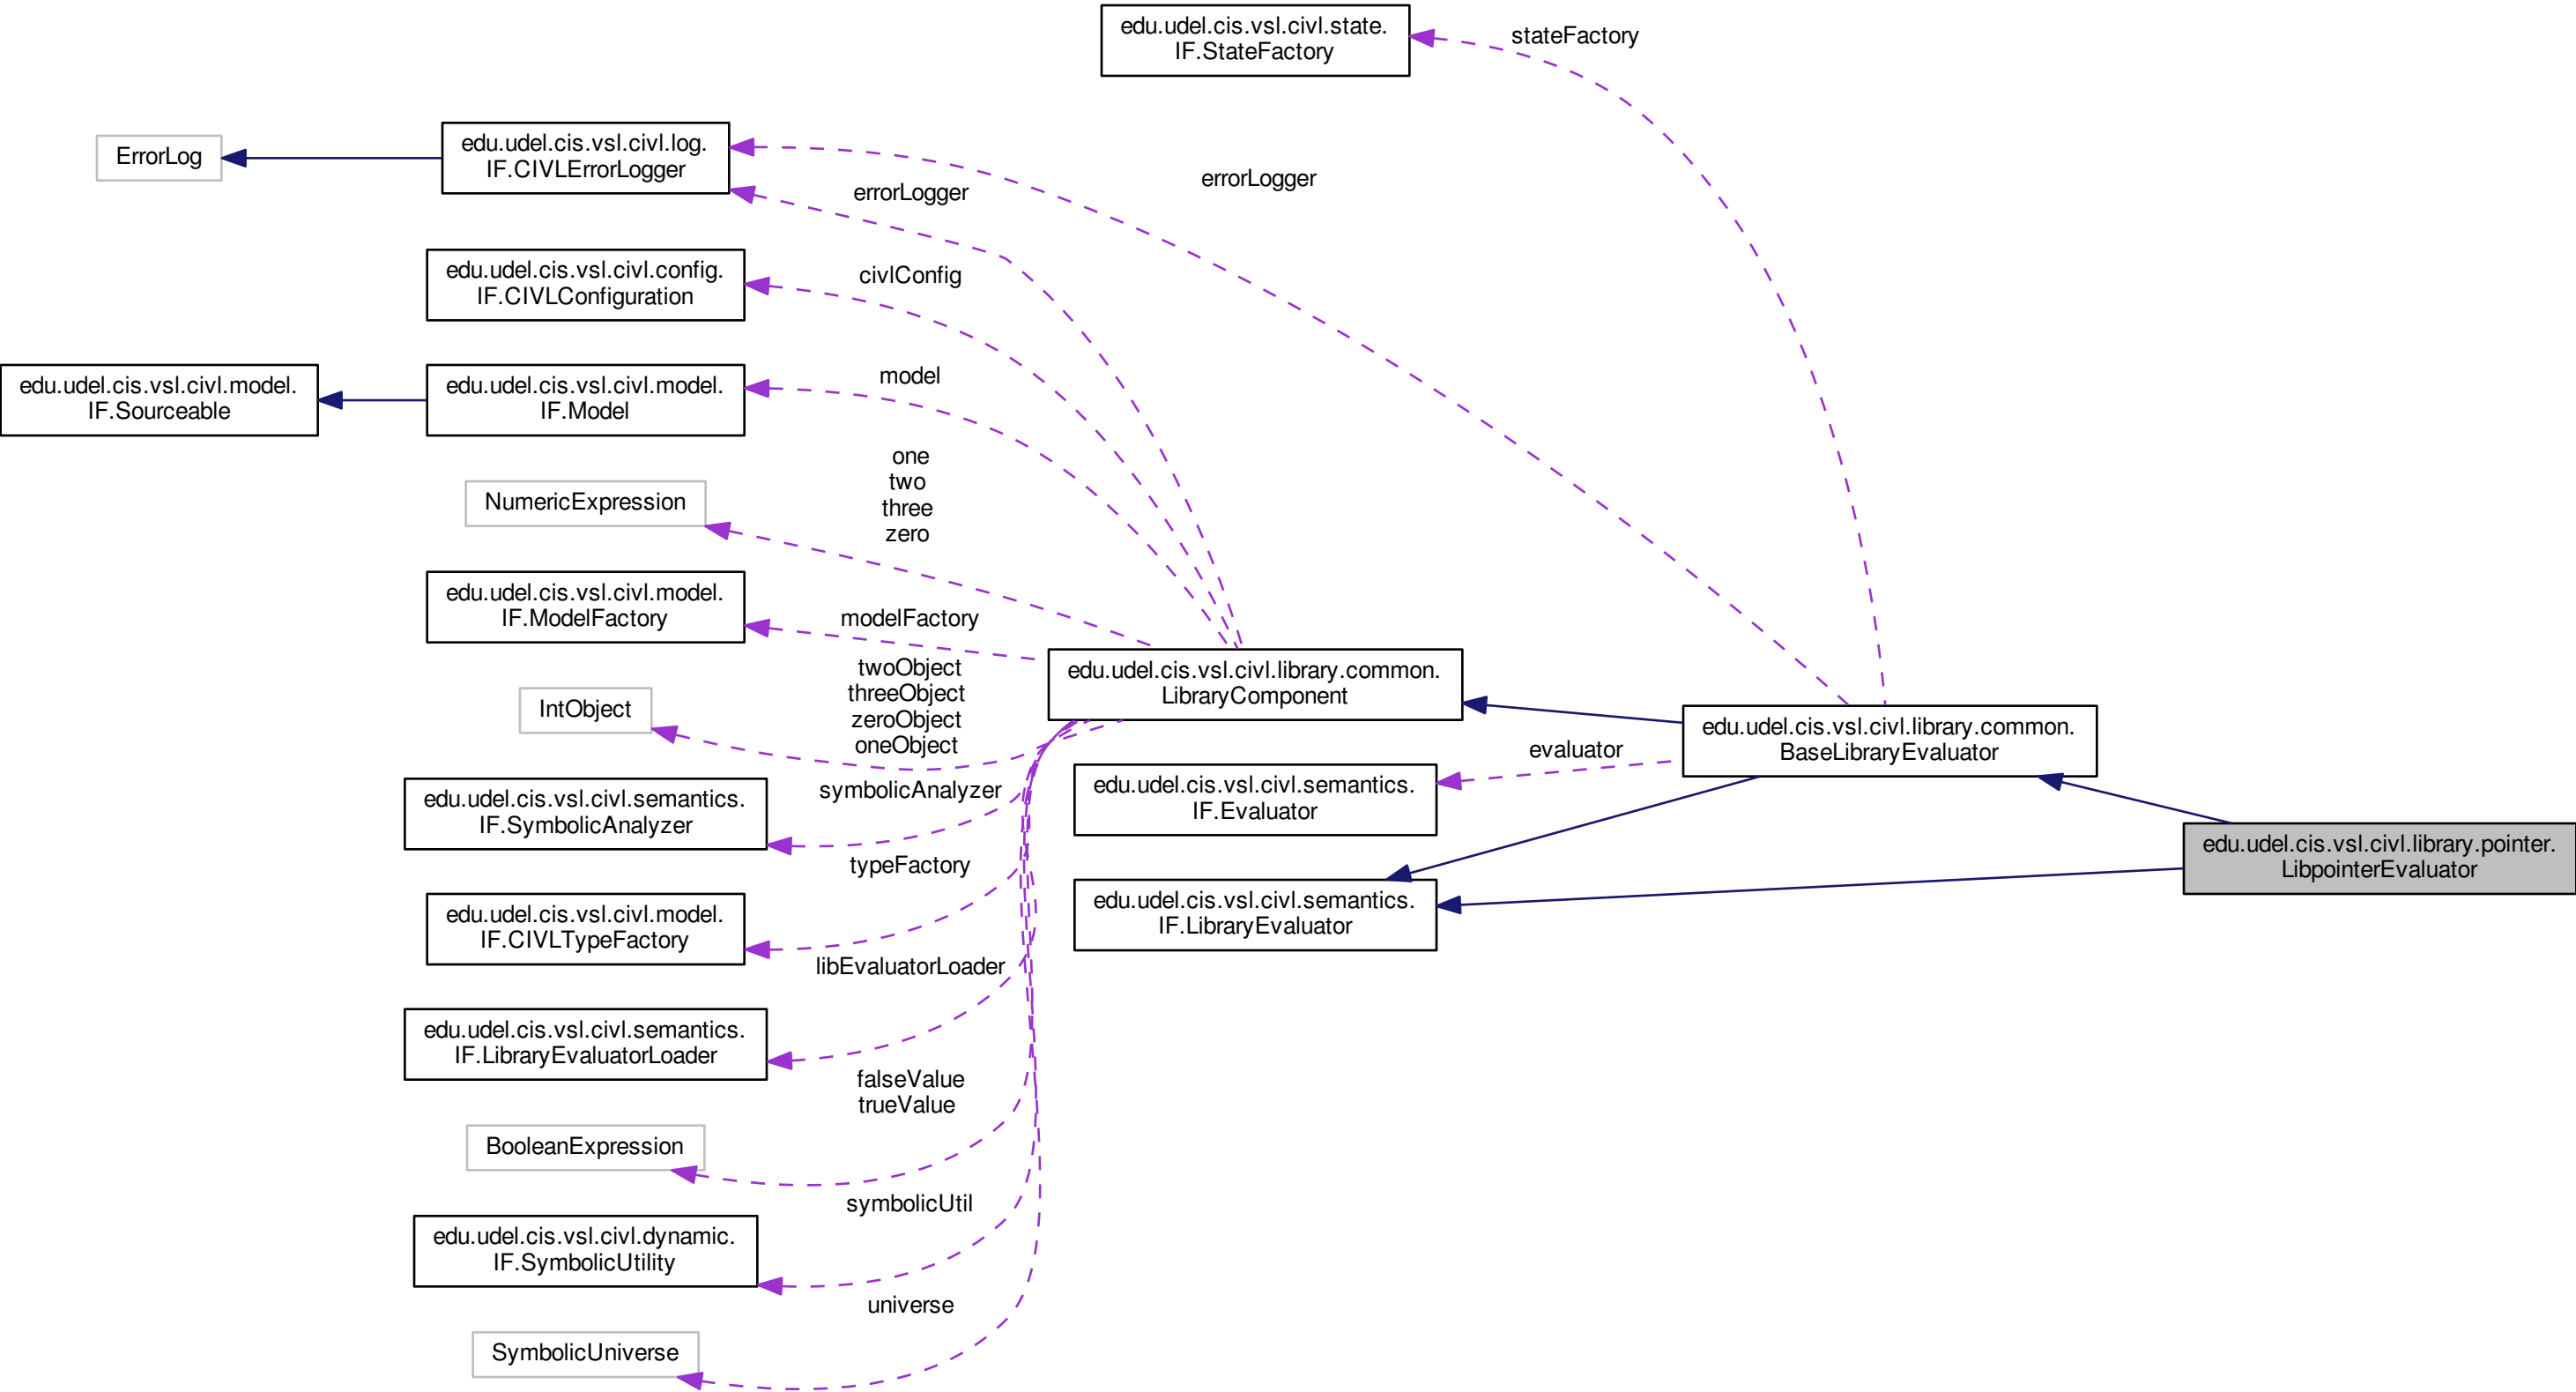 edu.udel.cis.vsl.civl.state.
IF.StateFactory
stateFactory
ErrorLog
edu.udel.cis.vsl.civl.log.
IF.CIVLErrorLogger
errorLogger
errorLogger
edu.udel.cis.vsl.civl.config.
IF.CIVLConfiguration
civlConfig
edu.udel.cis.vsl.civl.model.
IF.Sourceable
edu.udel.cis.vsl.civl.model.
IF.Model
model
NumericExpression
one
two
three
zero
edu.udel.cis.vsl.civl.model.
IF.ModelFactory
modelFactory
IntObject
twoObject
threeObject
zeroObject
oneObject
edu.udel.cis.vsl.civl.library.common.
LibraryComponent
edu.udel.cis.vsl.civl.library.common.
BaseLibraryEvaluator
evaluator
edu.udel.cis.vsl.civl.semantics.
IF.Evaluator
edu.udel.cis.vsl.civl.semantics.
IF.SymbolicAnalyzer
symbolicAnalyzer
edu.udel.cis.vsl.civl.library.pointer.
LibpointerEvaluator
edu.udel.cis.vsl.civl.semantics.
IF.LibraryEvaluator
typeFactory
edu.udel.cis.vsl.civl.model.
IF.CIVLTypeFactory
libEvaluatorLoader
edu.udel.cis.vsl.civl.semantics.
IF.LibraryEvaluatorLoader
falseValue
trueValue
BooleanExpression
symbolicUtil
edu.udel.cis.vsl.civl.dynamic.
IF.SymbolicUtility
universe
SymbolicUniverse